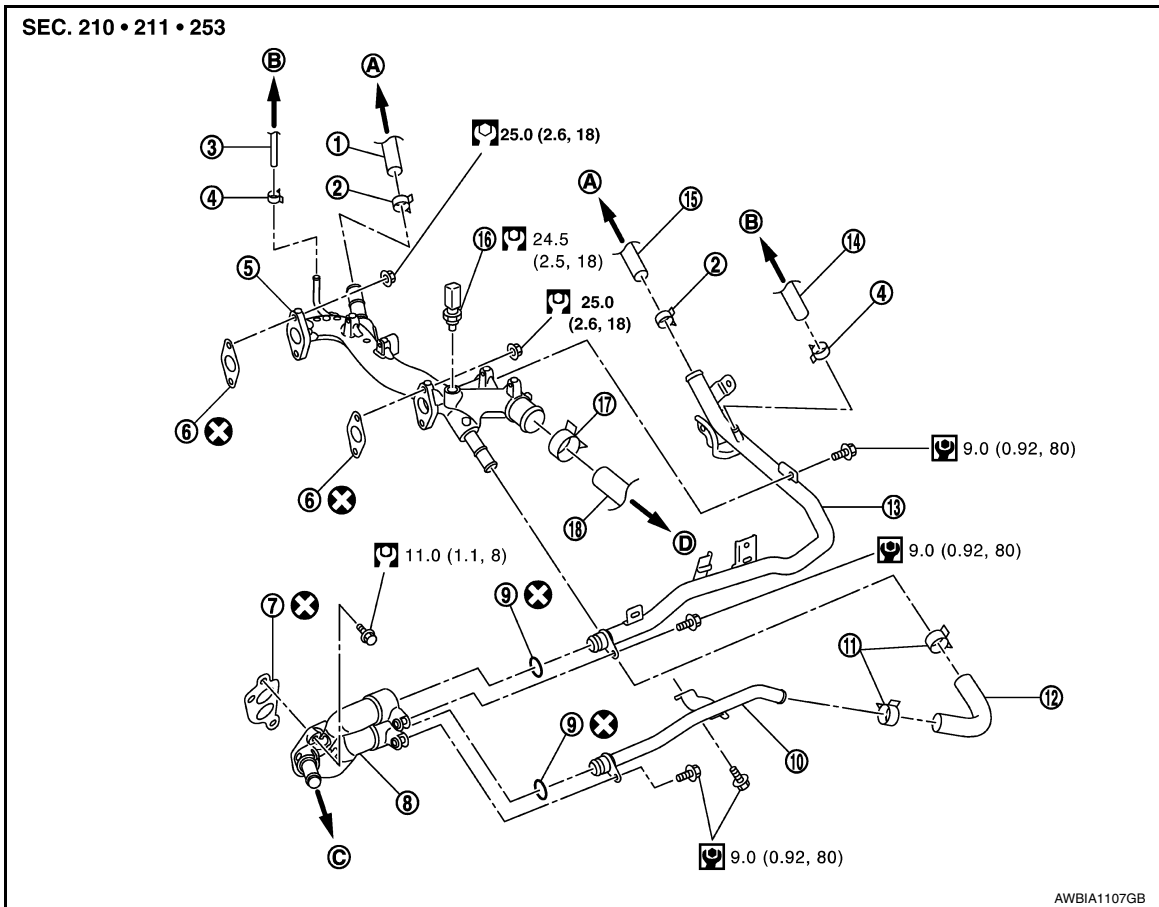 SEC. 210 • 211 • 253
B
A
3
1
25.0 (2.6, 18)
4
2
A
15
16
24.5
(2.5, 18)
2
B
14
5
25.0
(2.6, 18)
4
17
6
9.0 (0.92, 80)
6
18
13
D
11.0 (1.1, 8)
9.0 (0.92, 80)
7
9
11
12
9
10
8
C
9.0 (0.92, 80)
AWBIA1107GB